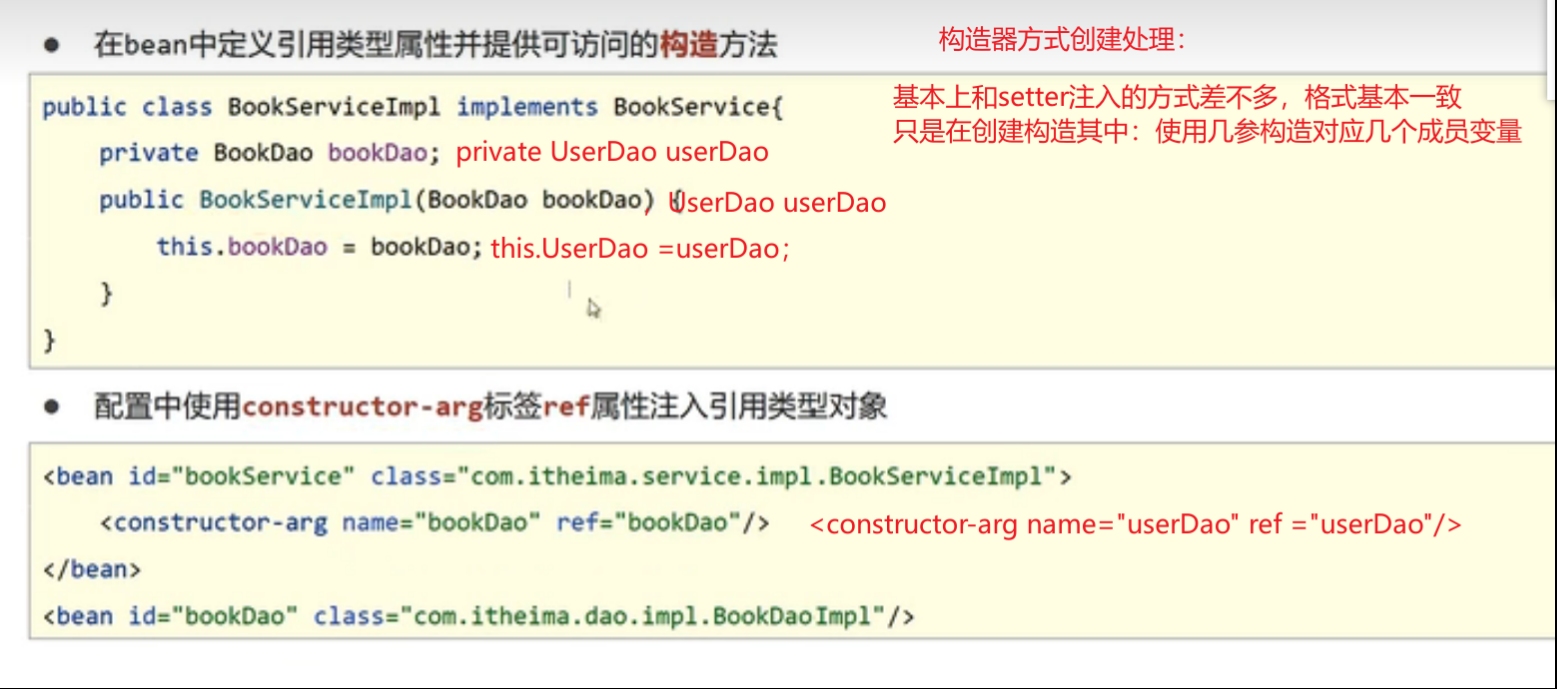 ● 在bean中定义引用类型属性并提供可访问的构造方法
构造器方式创建处理：
基本上和setter注入的方式差不多，格式基本一致
只是在创建构造其中：使用几参构造对应几个成员变量
public class BookServiceImpl implements BookService{
private BookDao bookDao; private UserDao userDao
public BookServiceImpl(BookDao bookDao) { , UserDao userDao
this.bookDao = bookDao; this.UserDao =userDao；
}
}
● 配置中使用constructor-arg标签ref属性注入引用类型对象
<bean id="bookService" class="com.itheima.service.impl.BookServiceImpl">
<constructor-arg name="bookDao" ref="bookDao"/> <constructor-arg name="userDao" ref ="userDao"/>
</bean>
<bean id="bookDao" class="com.itheima.dao.impl.BookDaoImpl"/>